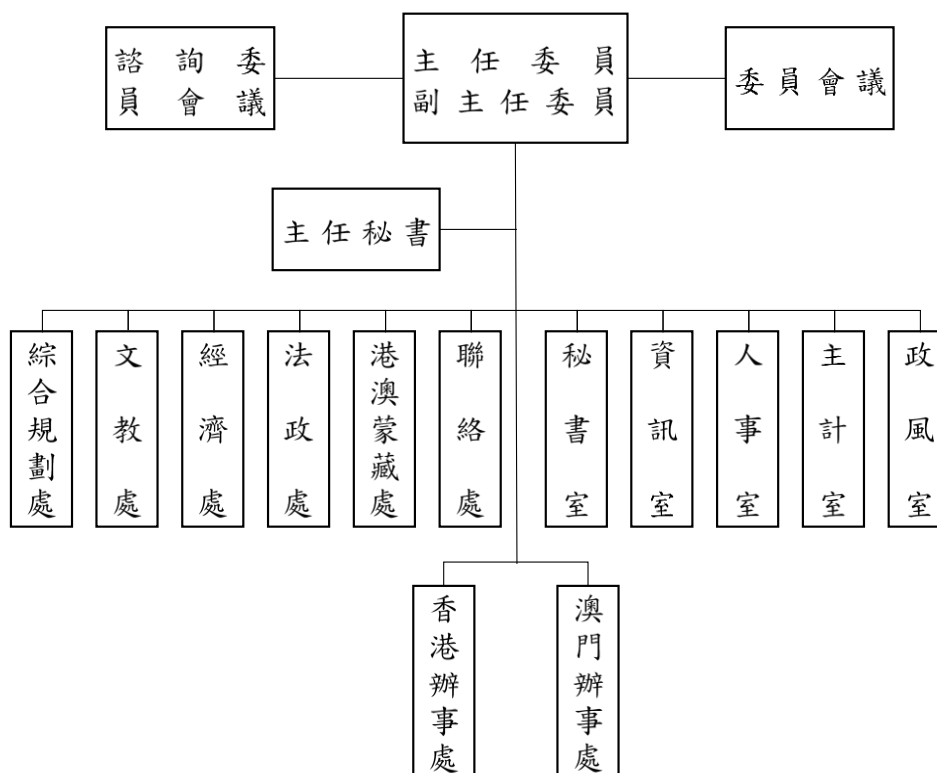 諮詢委
員會議
主任委員
副主任委員
委員會議
主任秘書
綜合規劃處
文教處
經濟處
法政處
港澳蒙藏處
聯絡處
秘書室
資訊室
人事室
主計室
政風室
香港辦事處
澳門辦事處